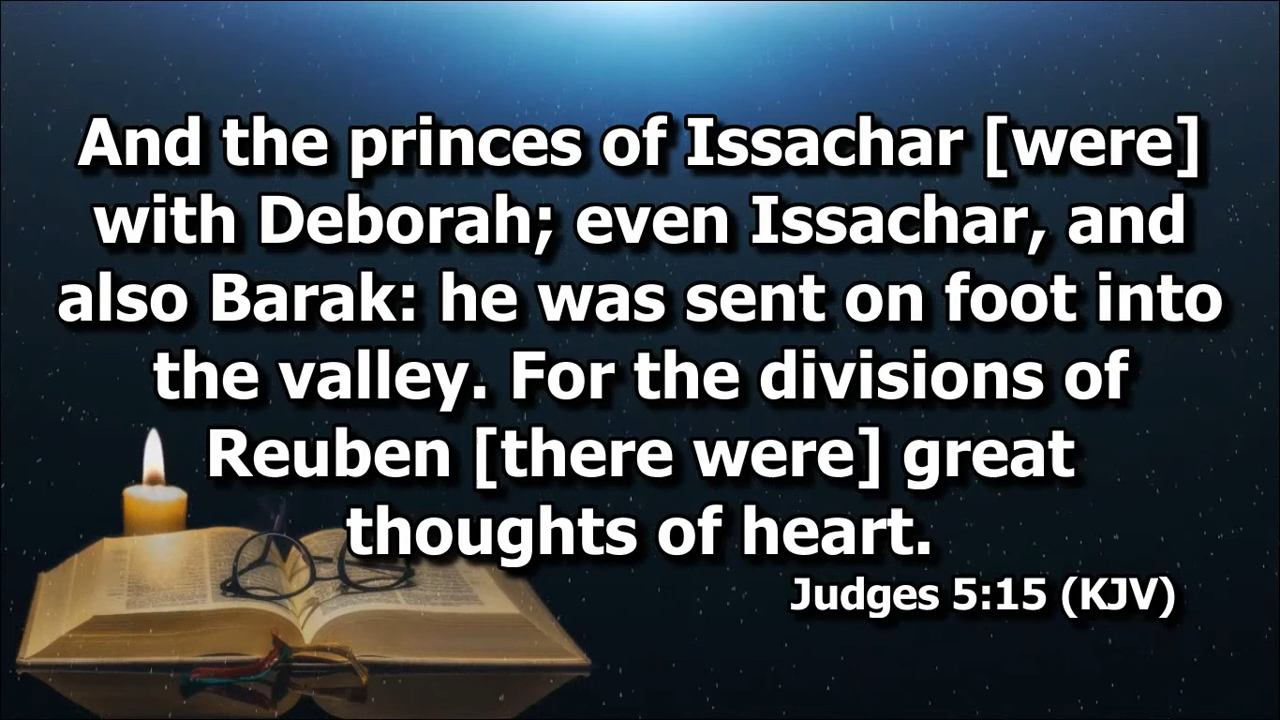 And the princes of Issachar [were]
with Deborah; even Issachar, and
also Barak: he was sent on foot into
the valley. For the divisions of
Reuben [there were] great
thoughts of heart.
Judges 5:15 (KJV)